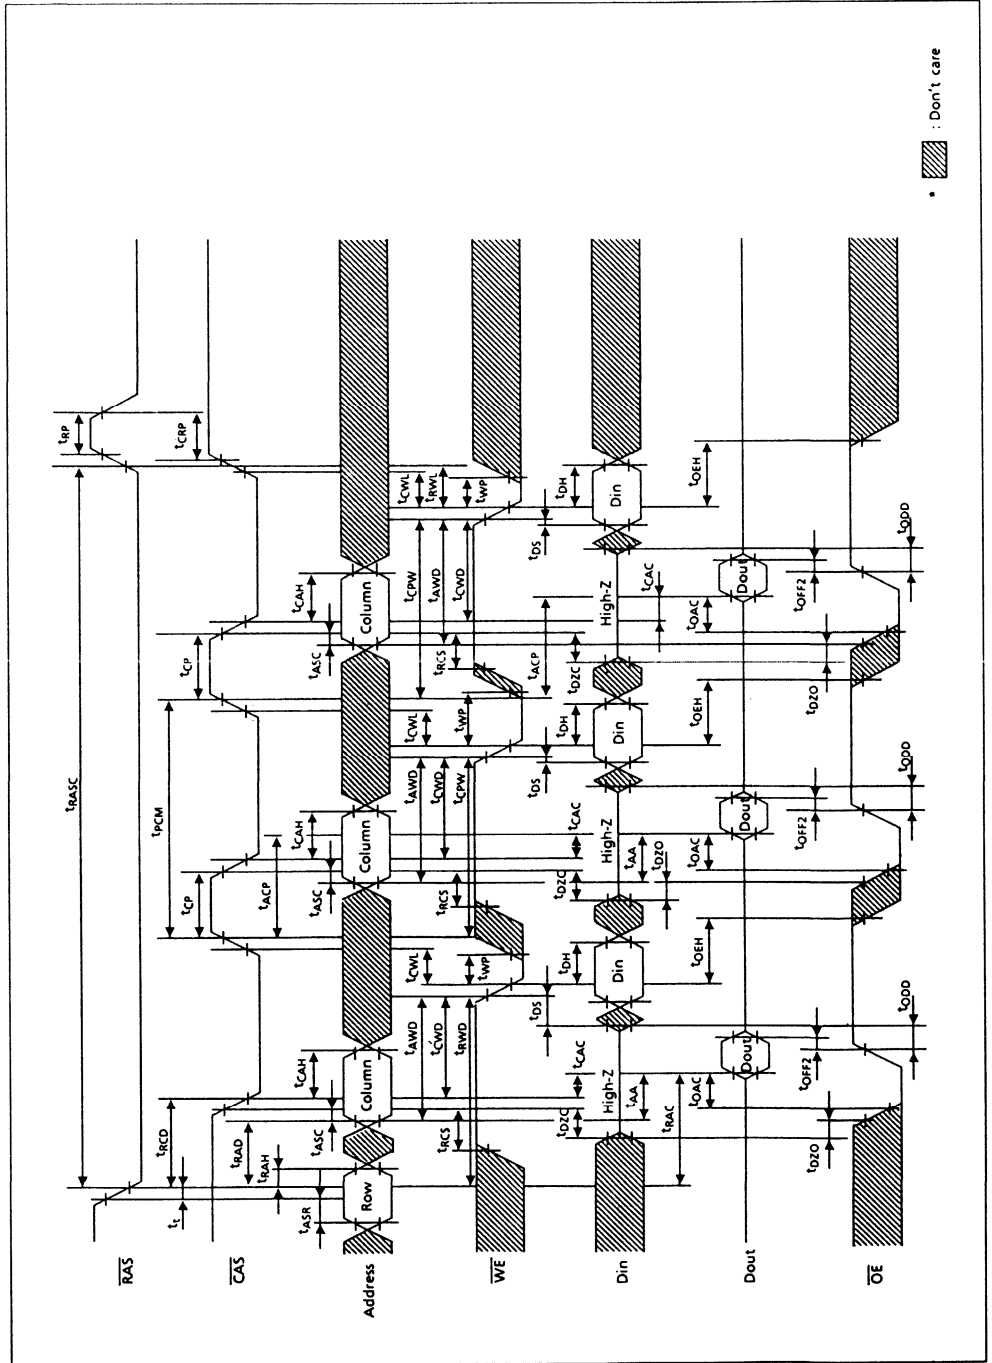 RAS
tRASC
tRP
tt
CAS
tRCD
tCP
tPCM
tCP
tCRP
tRAD
tRAH
tACP
Address
tASR
Row
tASC
tCAH
Column
tASC
tCAH
Column
tASC
tCAH
Column
WE
tRCS
tAWD
tCWD
tRWD
tCWL
tWP
tRCS
tAWD
tCWD
tCPW
tCWL
tWP
tRCS
tCPW
tAWD
tCWD
tCWL
tRWL
tWP
Din
tDZC
High-Z
tCAC
tDS
Din
tDH
tDZC
High-Z
tCAC
tDS
Din
tDH
tACP
tDZC
High-Z
tCAC
tDS
Din
tDH
tAA
tRAC
tAA
tDZO
Dout
tOAC
Dout
tOEH
tOAC
Dout
tOEH
tOAC
Dout
tOEH
OE
tDZO
tOFF2
tODD
tOFF2
tODD
tDZO
tOFF2
tODD
* : Don't care